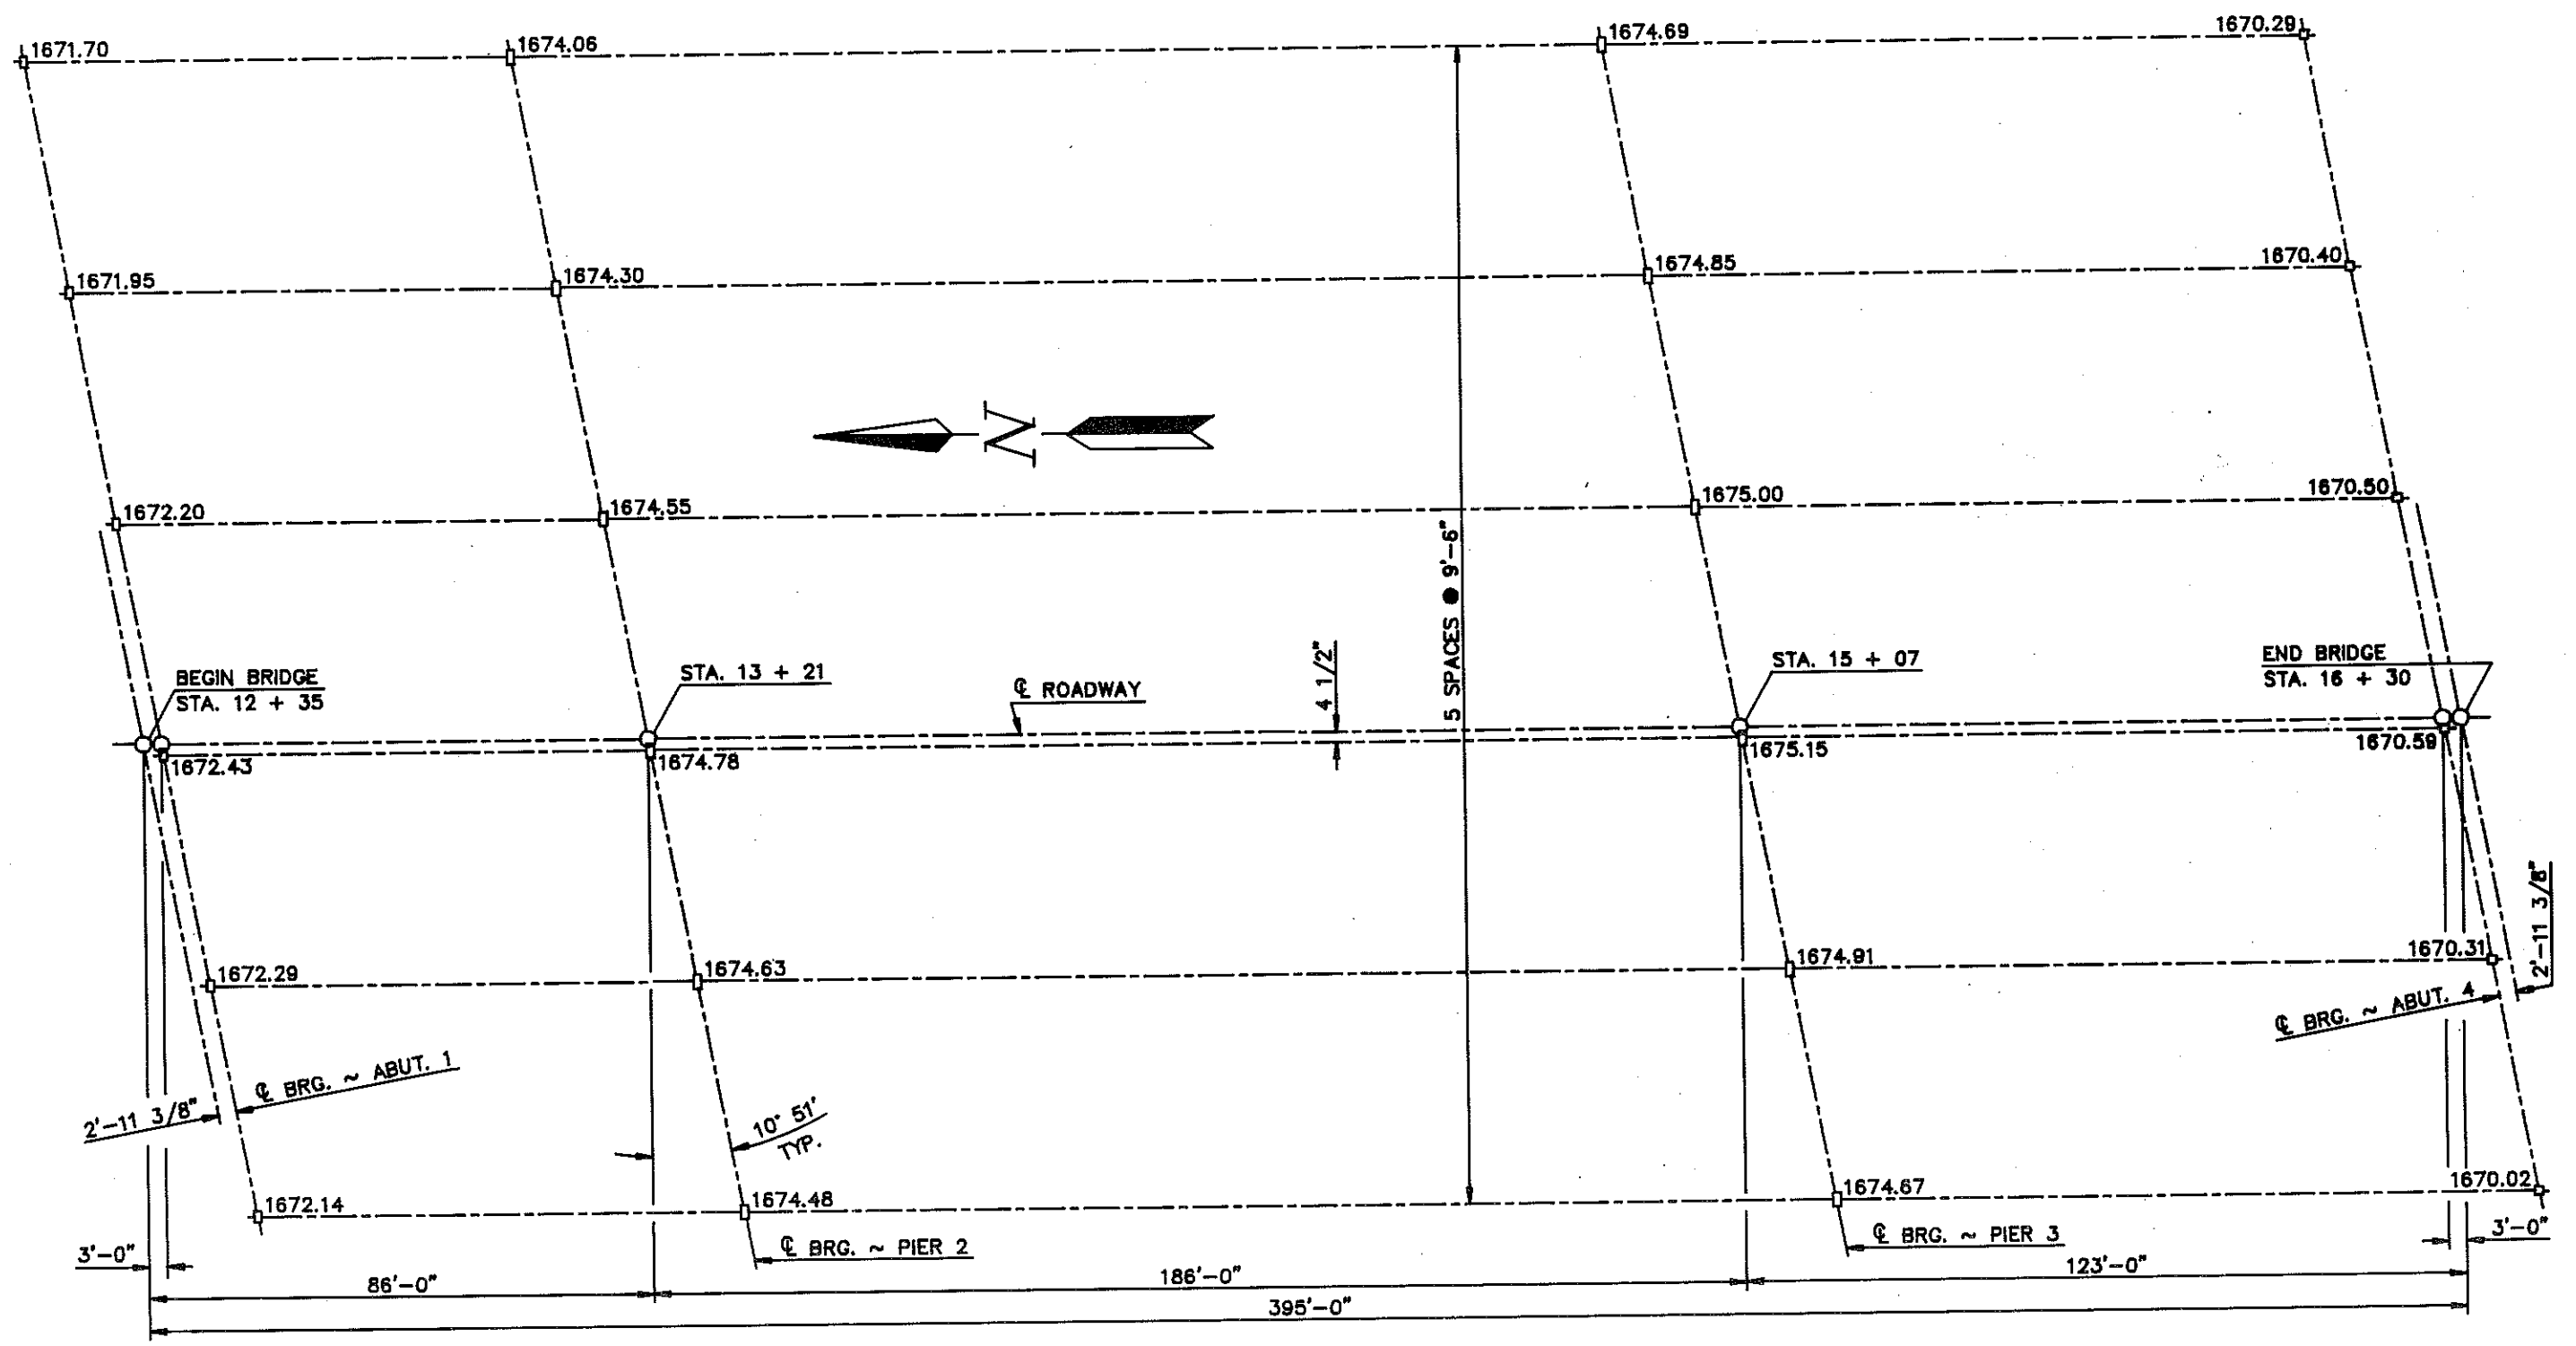 1671.70
1674.06
1674.69
1670.29
1671.95
1674.30
1674.85
1670.40
1672.20
1674.55
1675.00
1670.50
N
5 SPACES @ 9'-6"
4 1/2"
BEGIN BRIDGE
STA. 12 + 35
STA. 13 + 21
℄ ROADWAY
STA. 15 + 07
END BRIDGE
STA. 16 + 30
1672.43
1674.78
1675.15
1670.59
1672.29
1674.63
1674.91
1670.31
2'-11 3/8"
℄ BRG. ~ ABUT. 4
℄ BRG. ~ ABUT. 1
2'-11 3/8"
10° 51'
TYP.
1672.14
1674.48
1674.67
1670.02
℄ BRG. ~ PIER 2
℄ BRG. ~ PIER 3
3'-0"
3'-0"
86'-0"
186'-0"
123'-0"
395'-0"